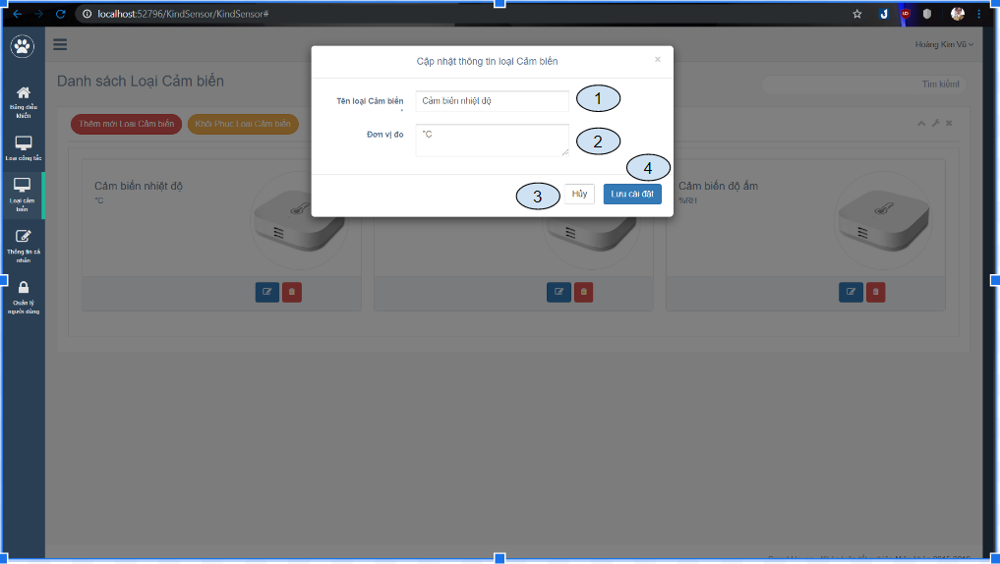 localhost:52796/KindSensor/KindSensor#
Hoàng Kim Vũ
Cập nhật thông tin loại Cảm biến
×
Danh sách Loại Cảm biến
Tìm kiếm!
Tên loại Cảm biến *
Cảm biến nhiệt độ
1
Thêm mới Loại Cảm biến
Khôi Phục Loại Cảm biến
Đơn vị đo
°C
2
4
3
Hủy
Lưu cài đặt
Bảng điều
khiển
Loại công tắc
Loại cảm
biến
Thông tin cá
nhân
Quản lý
người dùng
Cảm biến nhiệt độ
°C
Cảm biến độ ẩm
%RH